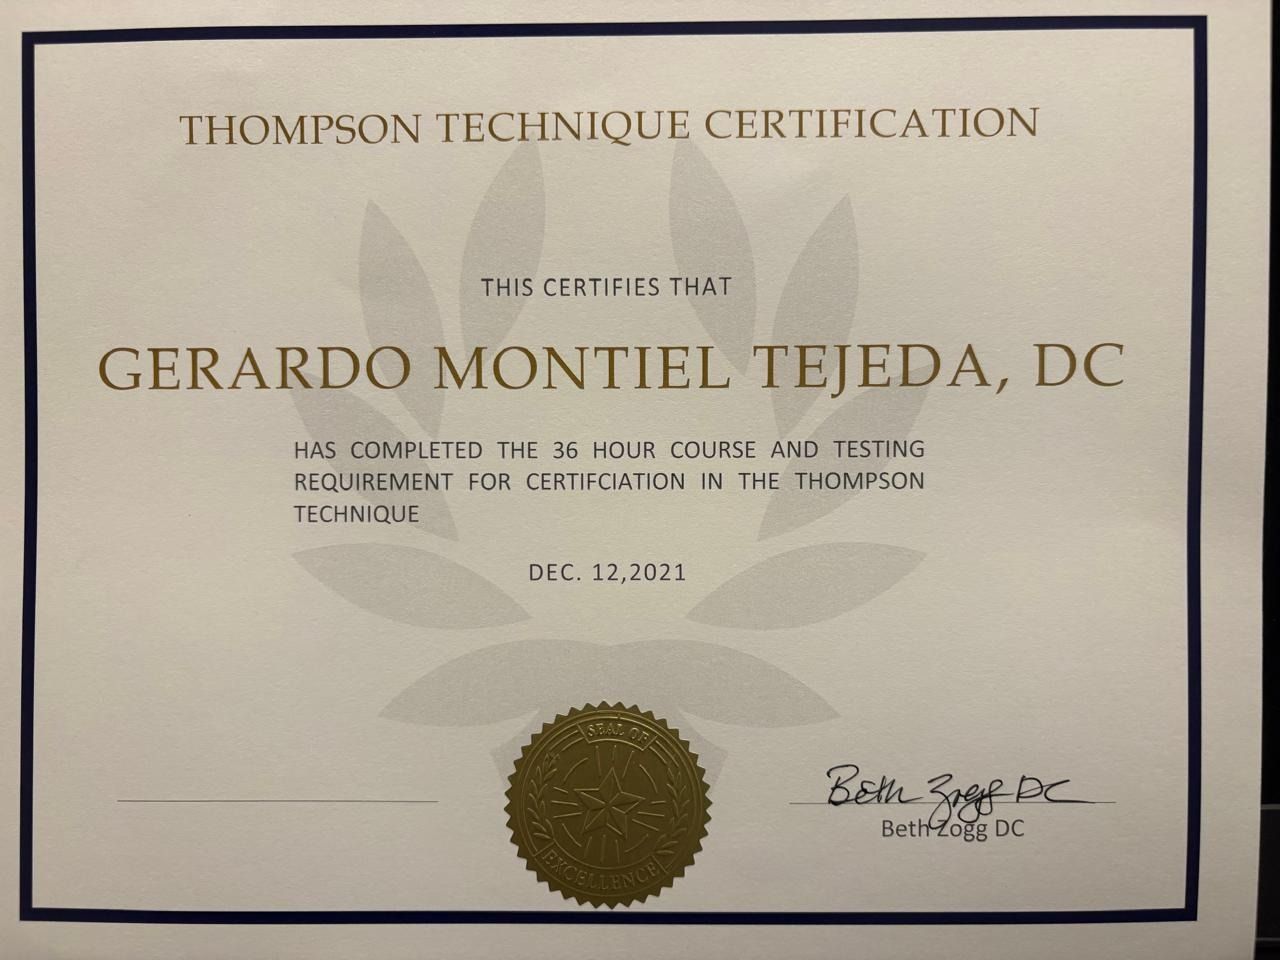 THOMPSON TECHNIQUE CERTIFICATION
THIS CERTIFIES THAT
GERARDO MONTIEL TEJEDA, DC
HAS COMPLETED THE 36 HOUR COURSE AND TESTING
REQUIREMENT FOR CERTIFCIATION IN THE THOMPSON
TECHNIQUE
DEC. 12,2021
SEAL OF
EXCELLENCE
Beth Zogg DC
Beth Zogg DC